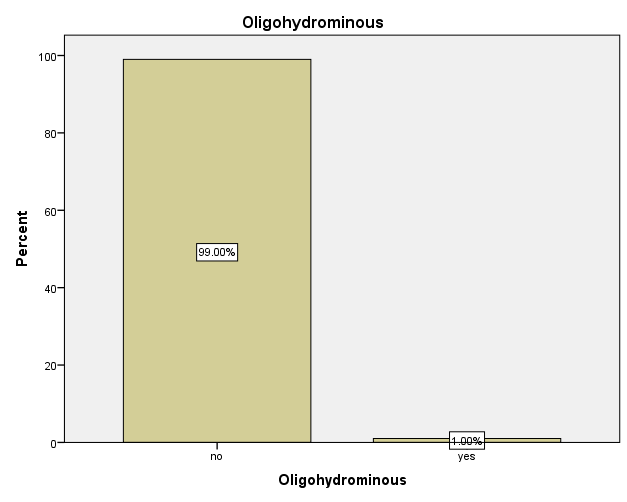 Oligohydrominous
100
80
60
40
20
0
Percent
99.00%
1.00%
no
yes
Oligohydrominous